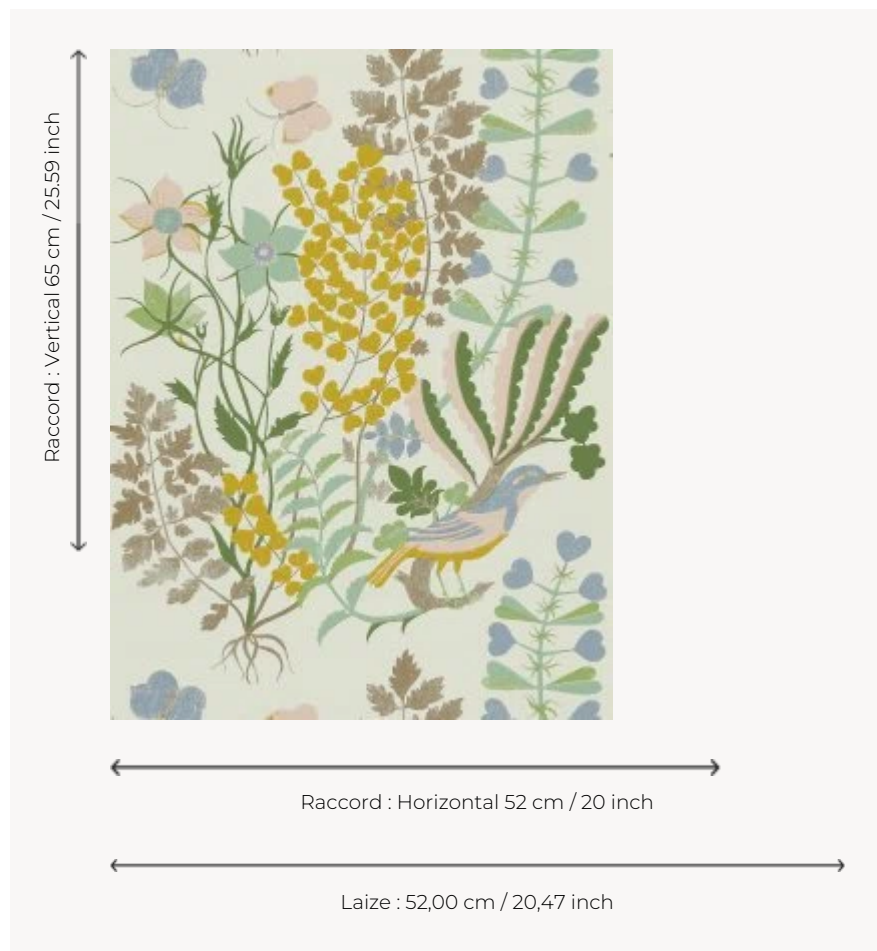 Raccord : Vertical 65 cm / 25.59 inch
Raccord : Horizontal 52 cm / 20 inch
Laize : 52,00 cm / 20,47 inch